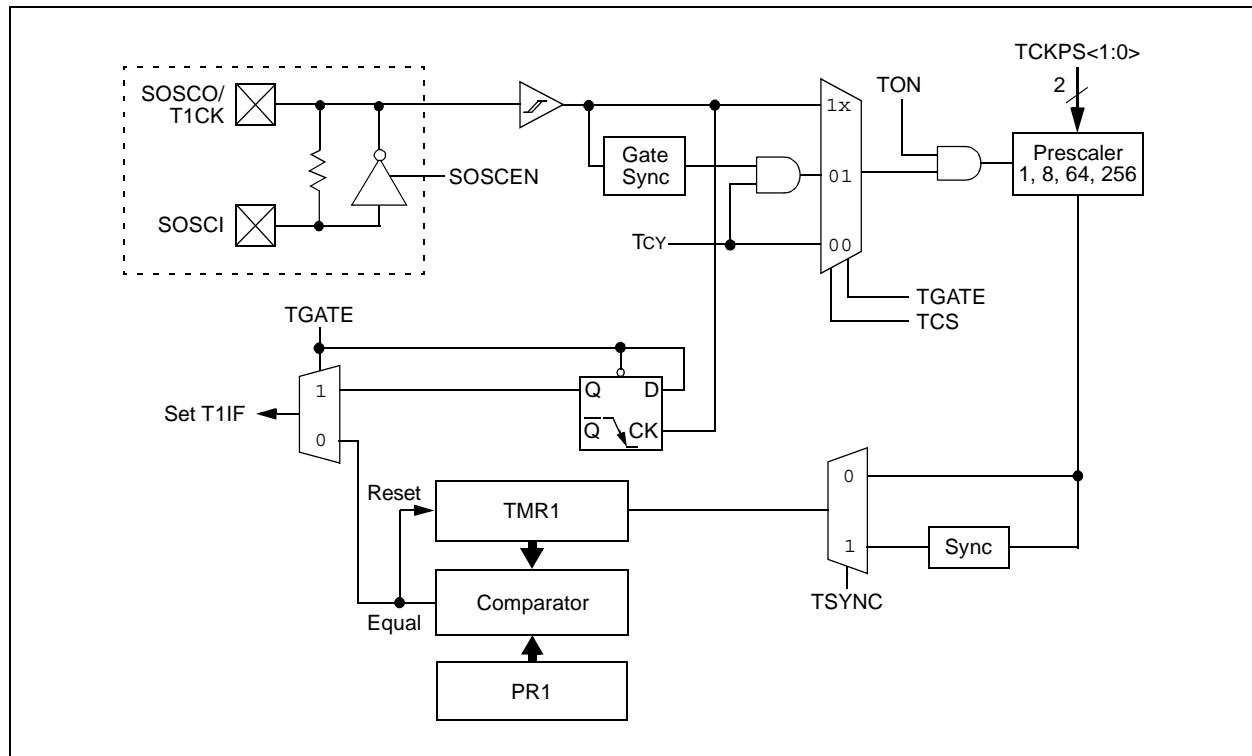 TCKPS<1:0>
2
SOSCO/
T1CK
TON
1x
Gate
Sync
Prescaler
1, 8, 64, 256
SOSCEN
01
SOSCI
TCY
00
TGATE
TCS
TGATE
1
Q
D
Set T1IF
0
Q
CK
Reset
TMR1
0
1
Sync
Equal
Comparator
TSYNC
PR1